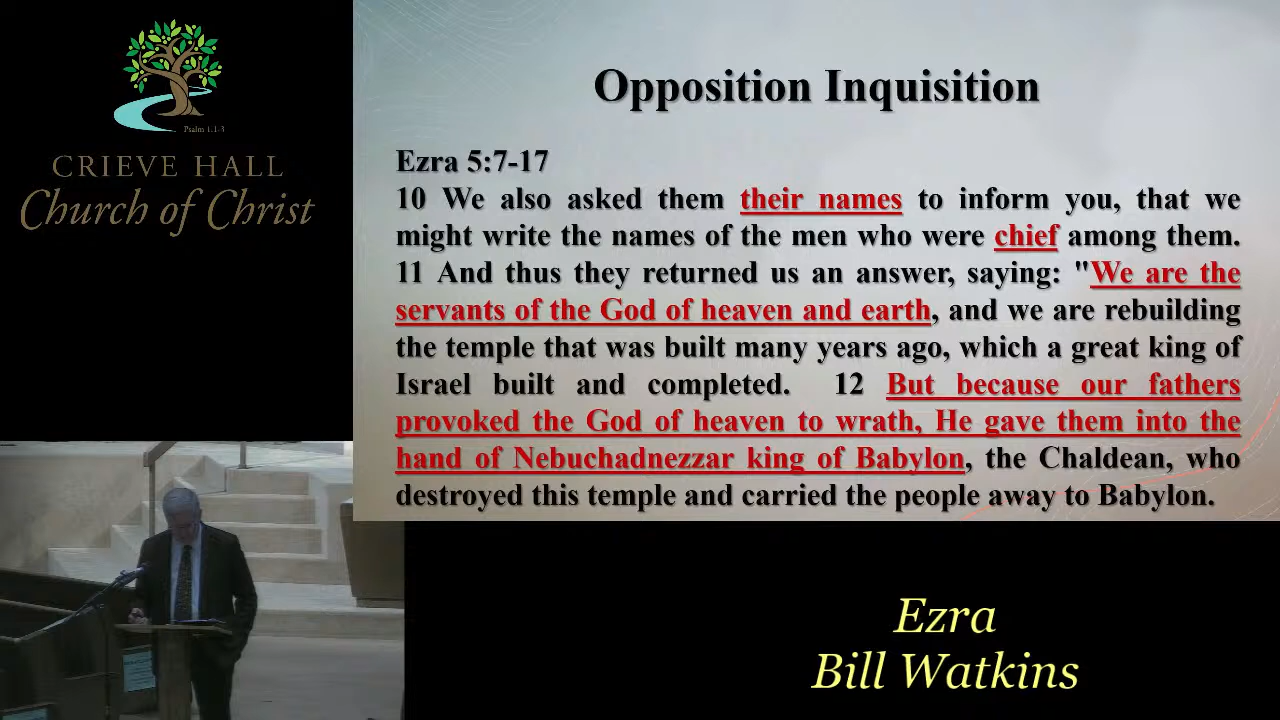 Psalm 1.1-3
CRIEVE HALL
Church of Christ
Opposition Inquisition
Ezra 5:7-17
10 We also asked them their names to inform you, that we
might write the names of the men who were chief among them.
11 And thus they returned us an answer, saying: "We are the
servants of the God of heaven and earth, and we are rebuilding
the temple that was built many years ago, which a great king of
Israel built and completed. 12 But because our fathers
provoked the God of heaven to wrath, He gave them into the
hand of Nebuchadnezzar king of Babylon, the Chaldean, who
destroyed this temple and carried the people away to Babylon.
Ezra
Bill Watkins